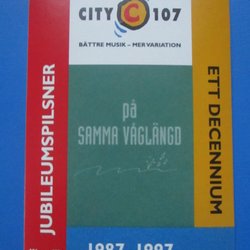 CITY C 107
BÄTTRE MUSIK – MER VARIATION
JUBILEUMSPILSNER
på
SAMMA VÅGLÄNGD
ETT DECENNIUM
1987-1997